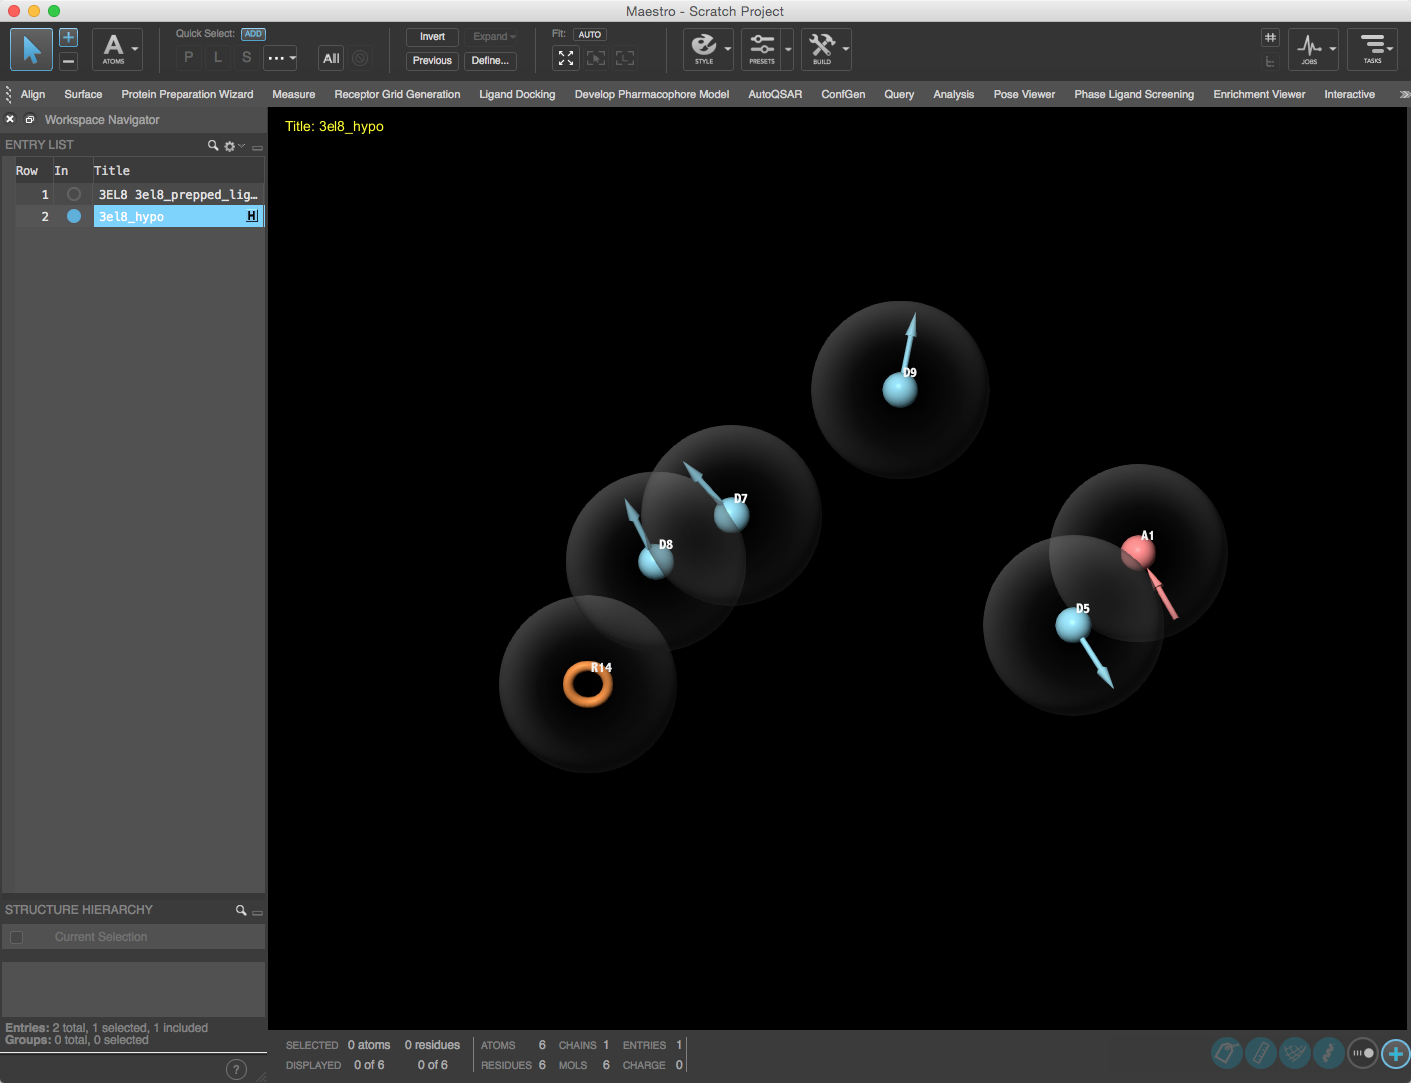 Maestro - Scratch Project
Quick Select: ADD
Invert Expand
Fit: AUTO
A
ATOMS
P L S ... All
Previous Define...
STYLE PRESETS BUILD JOBS TASKS
Align Surface Protein Preparation Wizard Measure Receptor Grid Generation Ligand Docking Develop Pharmacophore Model AutoQSAR ConfGen Query Analysis Pose Viewer Phase Ligand Screening Enrichment Viewer Interactive
Workspace Navigator
Title: 3el8_hypo
ENTRY LIST
Row In Title
1 3EL8 3el8_prepped_lig...
2 3el8_hypo H
D9
D7
A1
D8
D5
R14
STRUCTURE HIERARCHY
Current Selection
Entries: 2 total, 1 selected, 1 included
Groups: 0 total, 0 selected
SELECTED 0 atoms 0 residues ATOMS 6 CHAINS 1 ENTRIES 1
DISPLAYED 0 of 6 0 of 6 RESIDUES 6 MOLS 6 CHARGE 0
?